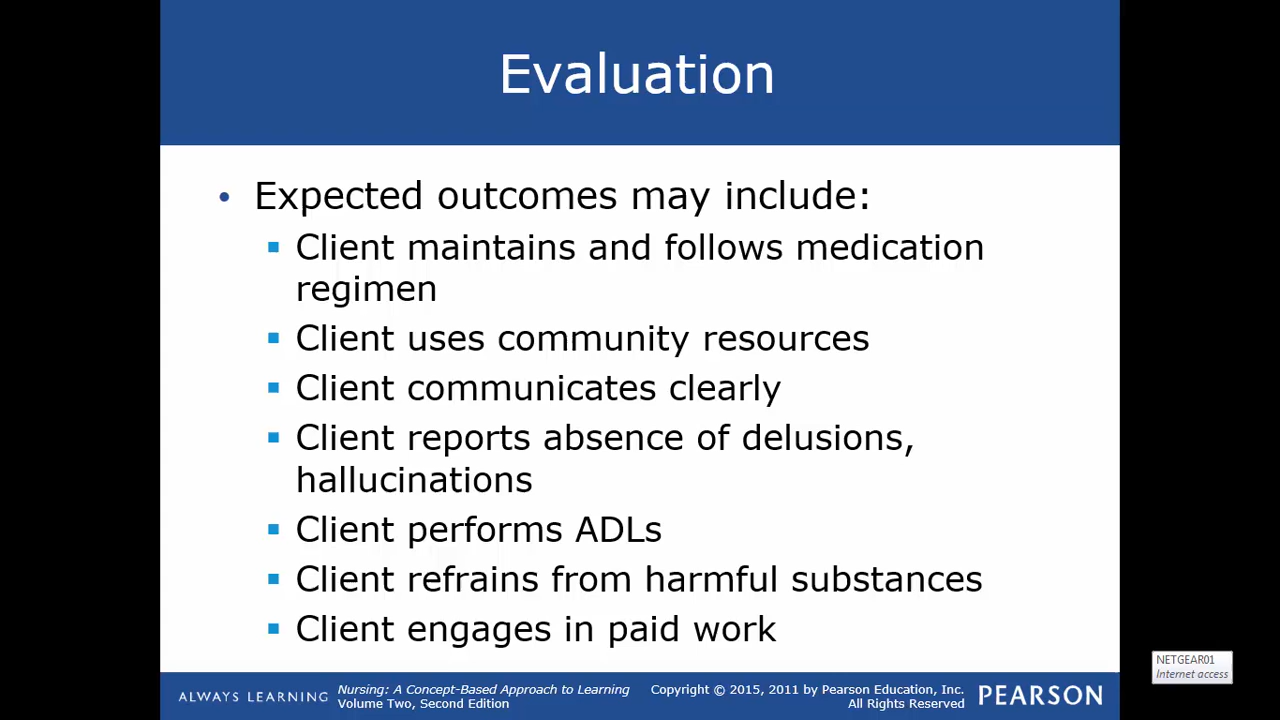 Evaluation
• Expected outcomes may include:
▪ Client maintains and follows medication
regimen
▪ Client uses community resources
▪ Client communicates clearly
▪ Client reports absence of delusions,
hallucinations
▪ Client performs ADLs
▪ Client refrains from harmful substances
▪ Client engages in paid work
NETGEAR01
Internet access
ALWAYS LEARNING
Nursing: A Concept-Based Approach to Learning
Volume Two, Second Edition
Copyright © 2015, 2011 by Pearson Education, Inc.
All Rights Reserved
PEARSON